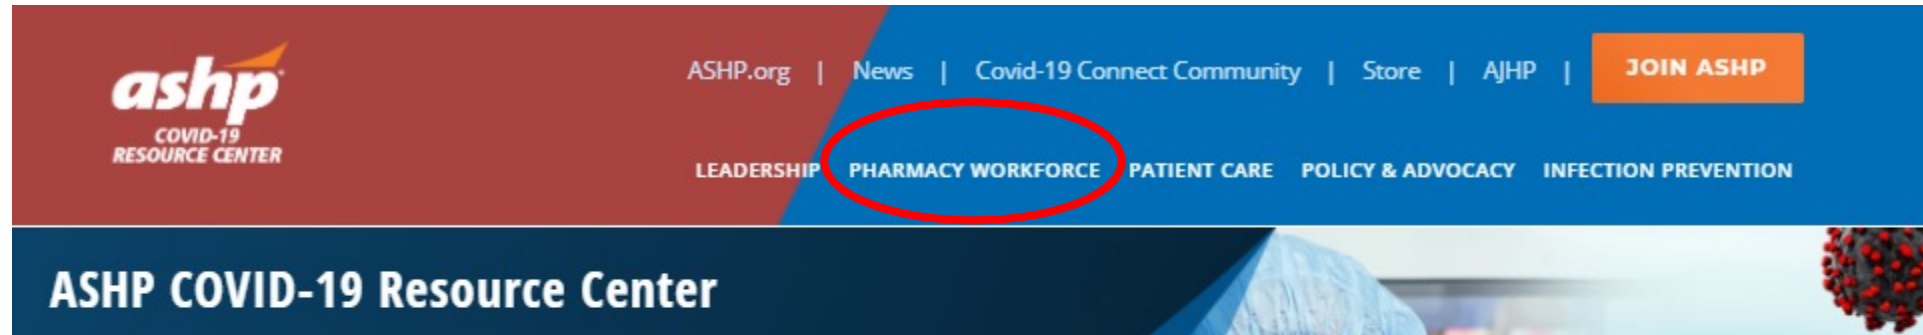 ashp
COVID-19
RESOURCE CENTER
ASHP.org | News | Covid-19 Connect Community | Store | AJHP | JOIN ASHP
LEADERSHIP PHARMACY WORKFORCE PATIENT CARE POLICY & ADVOCACY INFECTION PREVENTION
ASHP COVID-19 Resource Center